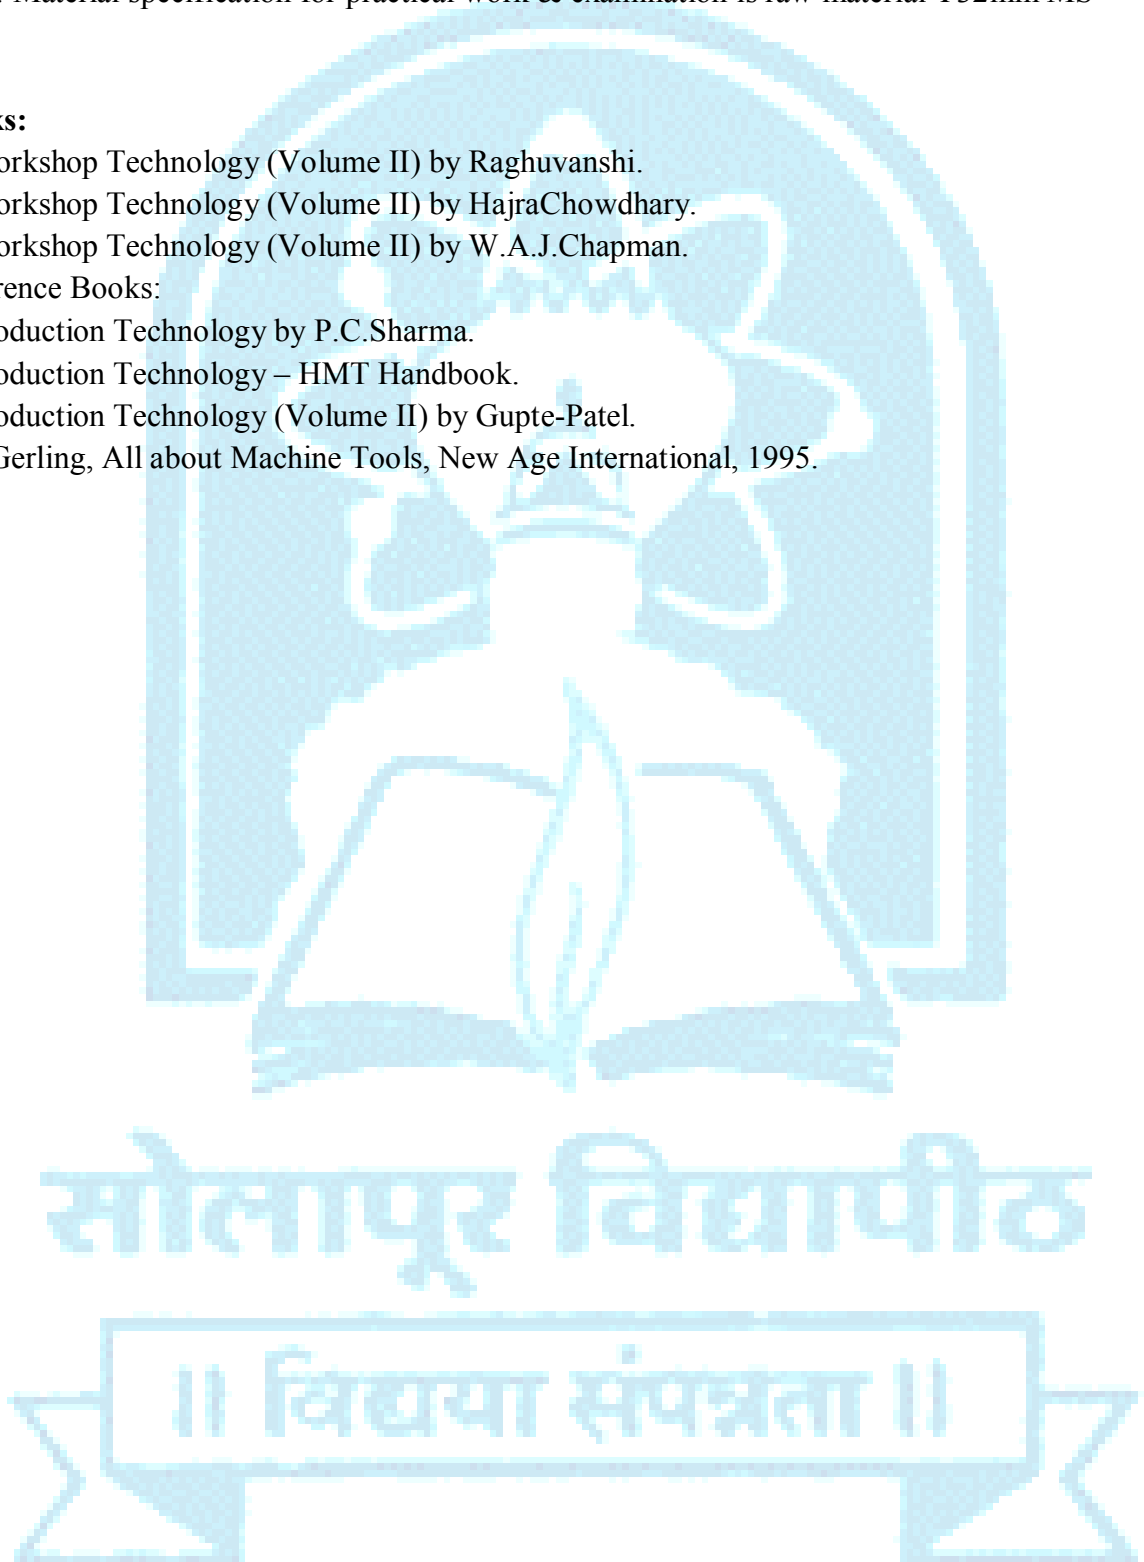 Material specification for practical work & examination is raw material
ks:
orkshop Technology (Volume II) by Raghuvanshi.
orkshop Technology (Volume II) by HajraChowdhary.
orkshop Technology (Volume II) by W.A.J.Chapman.
rence Books:
oduction Technology by P.C.Sharma.
oduction Technology – HMT Handbook.
oduction Technology (Volume II) by Gupte-Patel.
Gerling, All about Machine Tools, New Age International, 1995.
सोलापूर विद्यापीठ
|| विद्यया संपन्नता ||